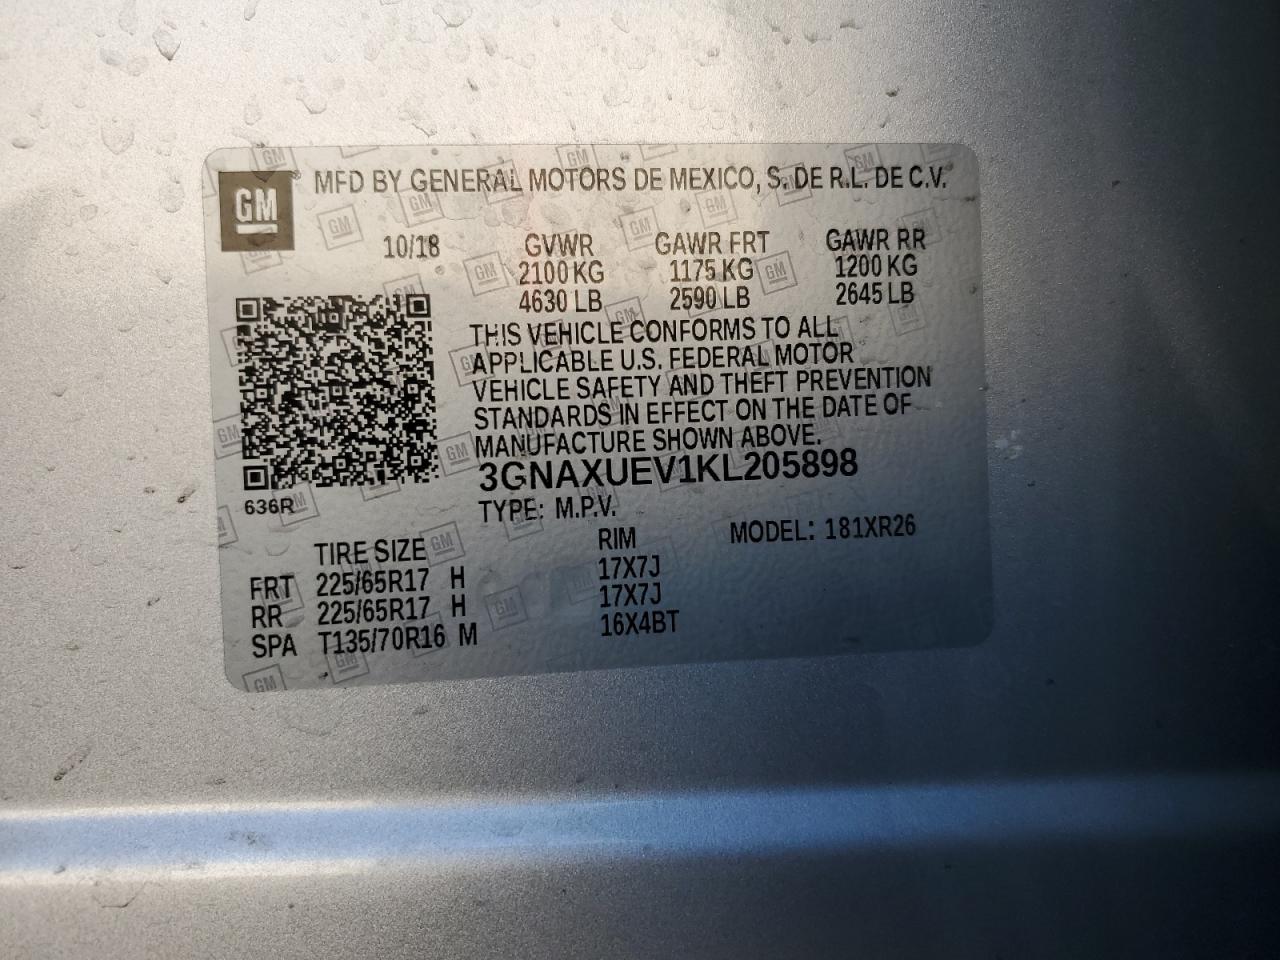 GM ® MFD BY GENERAL MOTORS DE MEXICO, S. DE R.L. DE C.V.
10/18 GVWR GAWR FRT GAWR RR
2100 KG 1175 KG 1200 KG
4630 LB 2590 LB 2645 LB
THIS VEHICLE CONFORMS TO ALL
APPLICABLE U.S. FEDERAL MOTOR
VEHICLE SAFETY AND THEFT PREVENTION
STANDARDS IN EFFECT ON THE DATE OF
MANUFACTURE SHOWN ABOVE.
3GNAXUEV1KL205898
636R
TYPE: M.P.V.
TIRE SIZE RIM MODEL: 181XR26
FRT 225/65R17 H 17X7J
RR 225/65R17 H 17X7J
SPA T135/70R16 M 16X4BT